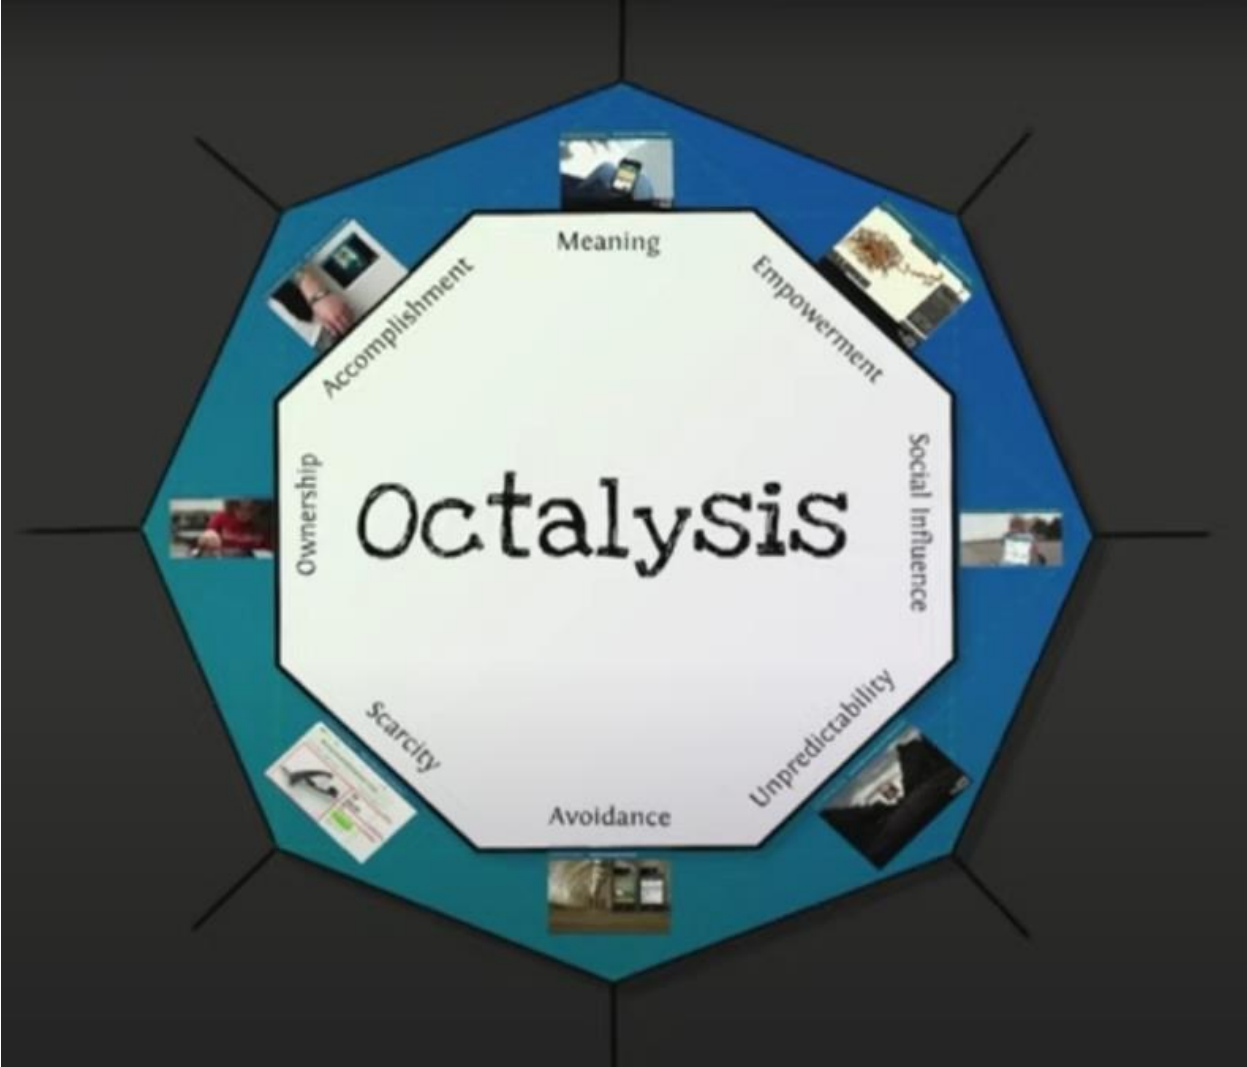 Meaning
Accomplishment
Empowerment
Ownership
Octalysis
Social Influence
Scarcity
Unpredictability
Avoidance